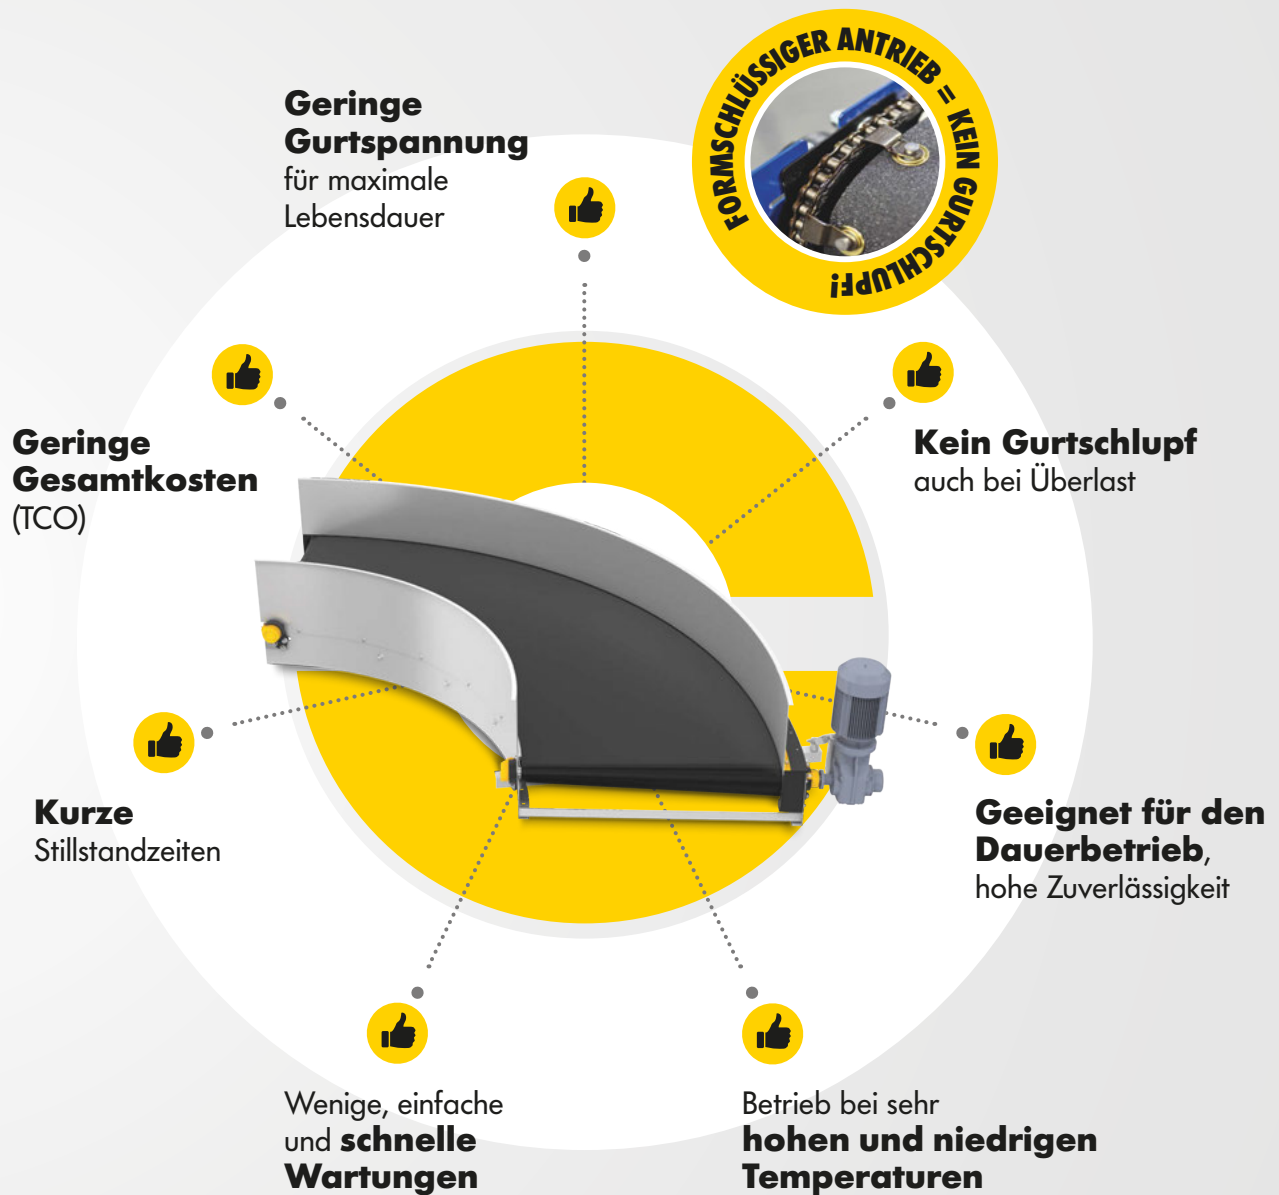 FORMSCHLÜSSIGER ANTRIEB = KEIN GURTSCHLUPF!
Geringe
Gurtspannung
für maximale
Lebensdauer
Kein Gurtschlupf
auch bei Überlast
Geringe
Gesamtkosten
(TCO)
Kurze
Stillstandzeiten
Geeignet für den
Dauerbetrieb,
hohe Zuverlässigkeit
Wenige, einfache
und schnelle
Wartungen
Betrieb bei sehr
hohen und niedrigen
Temperaturen